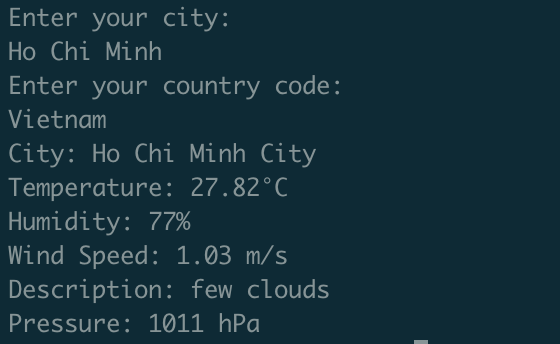 Enter your city:
Ho Chi Minh
Enter your country code:
Vietnam
City: Ho Chi Minh City
Temperature: 27.82°C
Humidity: 77%
Wind Speed: 1.03 m/s
Description: few clouds
Pressure: 1011 hPa